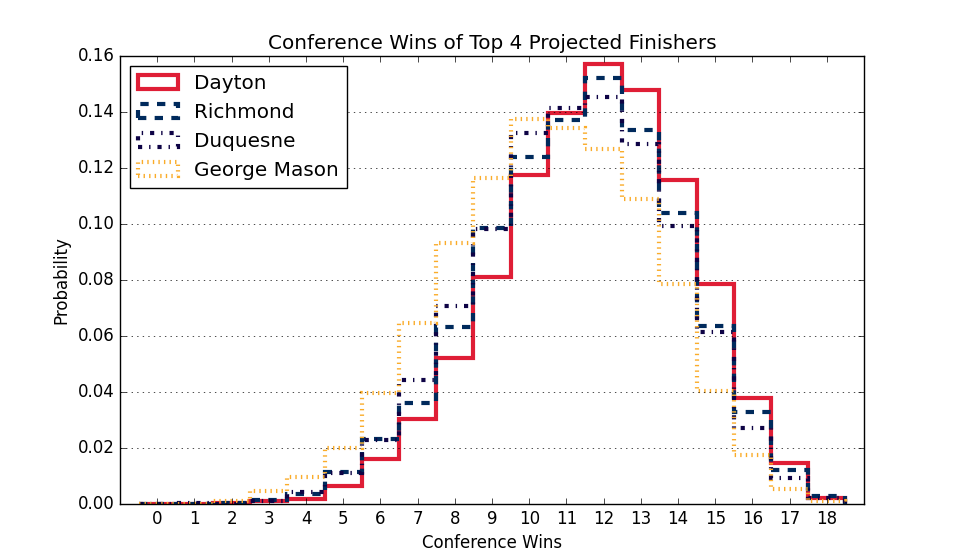 Conference Wins of Top 4 Projected Finishers
0.16
0.14
0.12
0.10
0.08
0.06
0.04
0.02
0.00
Probability
Dayton
Richmond
Duquesne
George Mason
0 1 2 3 4 5 6 7 8 9 10 11 12 13 14 15 16 17 18
Conference Wins